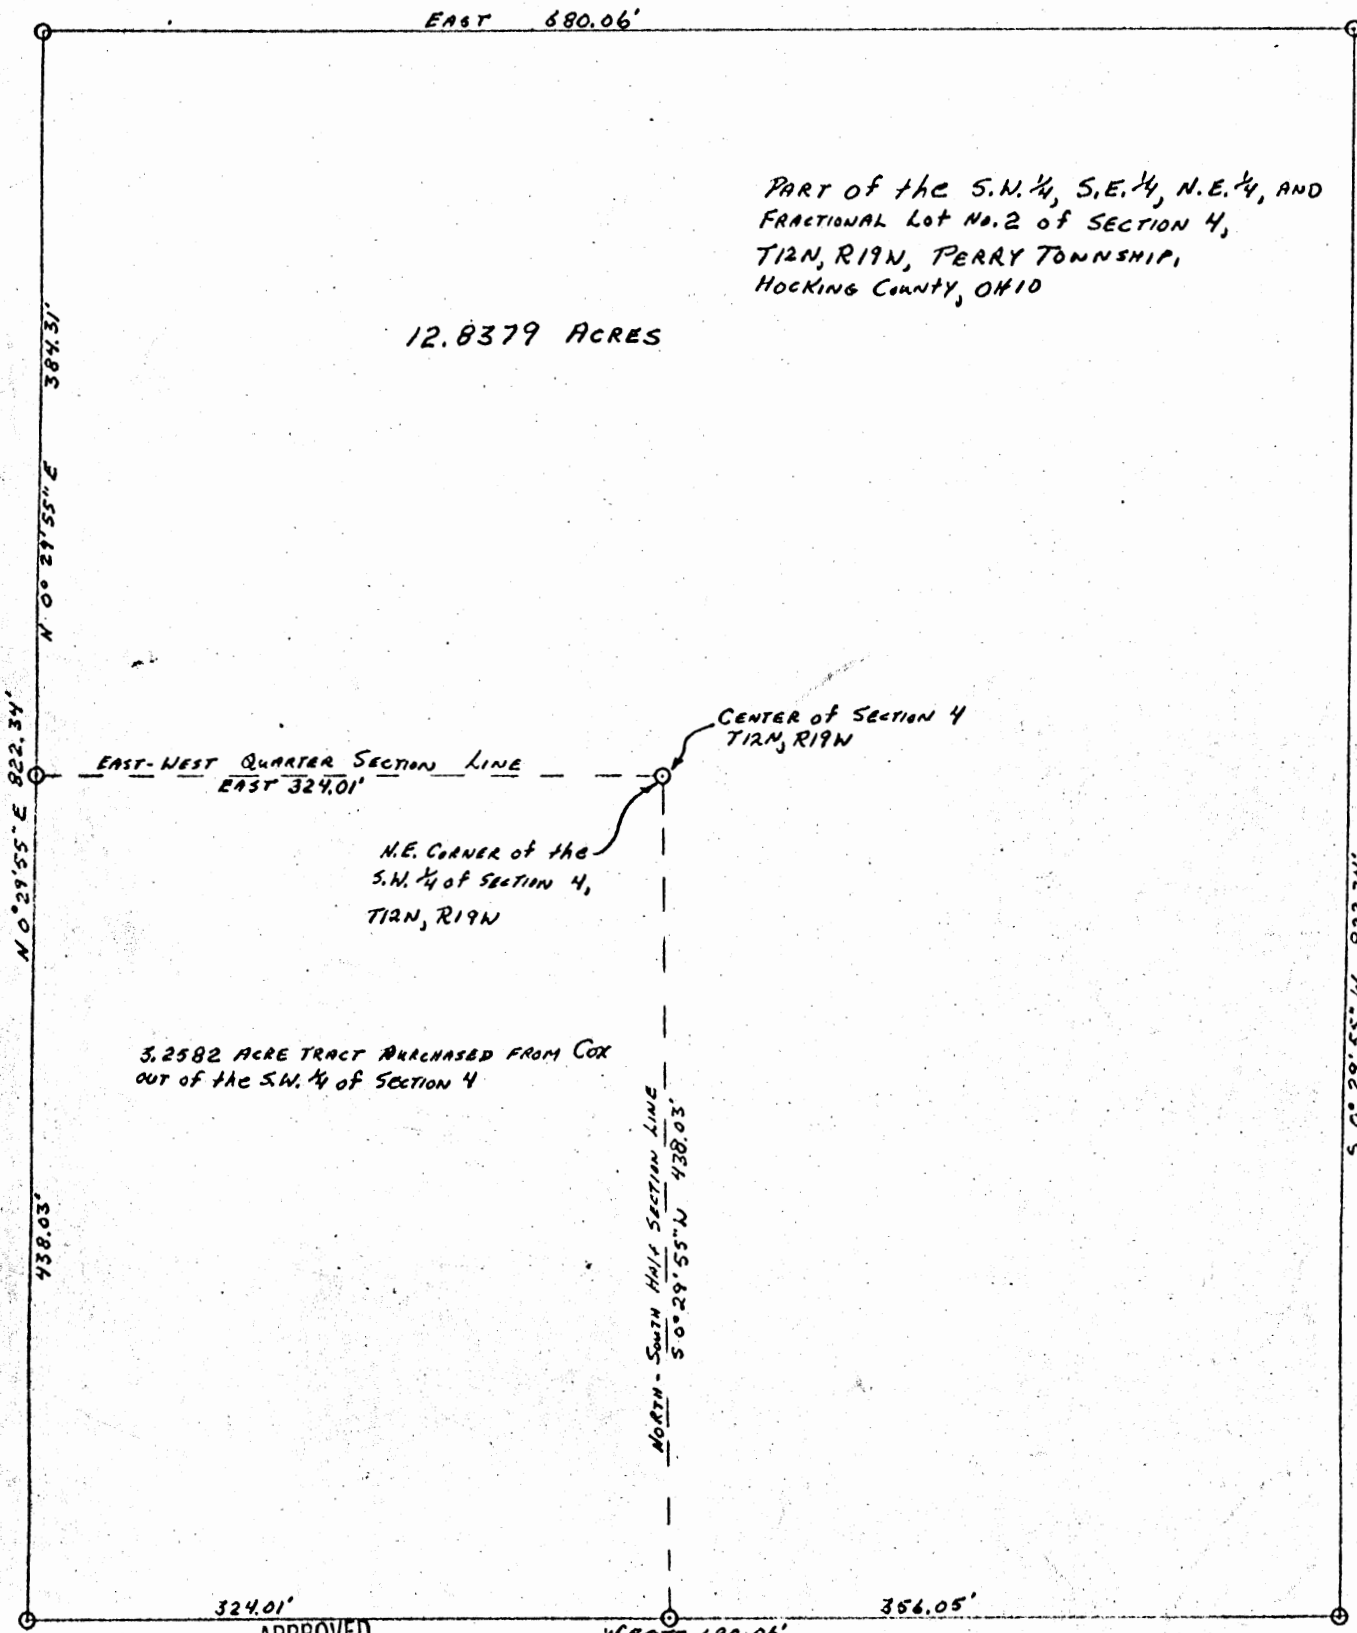 EAST 680.06'
PART of the S.W. ¼, S.E. ¼, N.E. ¼, AND
FRACTIONAL Lot No. 2 of SECTION 4,
T12N, R19W, PERRY TOWNSHIP,
HOCKING COUNTY, OHIO
12.8379 ACRES
384.31'
N 0° 29' 55" E
N 0° 29' 55" E 822.34'
CENTER of SECTION 4
T12N, R19W
EAST-WEST QUARTER SECTION LINE
EAST 324.01'
N.E. CORNER of the
S.W. ¼ of SECTION 4,
T12N, R19W
3.2582 ACRE TRACT PURCHASED FROM COX
OUT of the S.W. ¼ of SECTION 4
438.03'
NORTH-SOUTH HALF SECTION LINE
S 0° 29' 55" W 438.03'
324.01'
356.05'
APPROVED